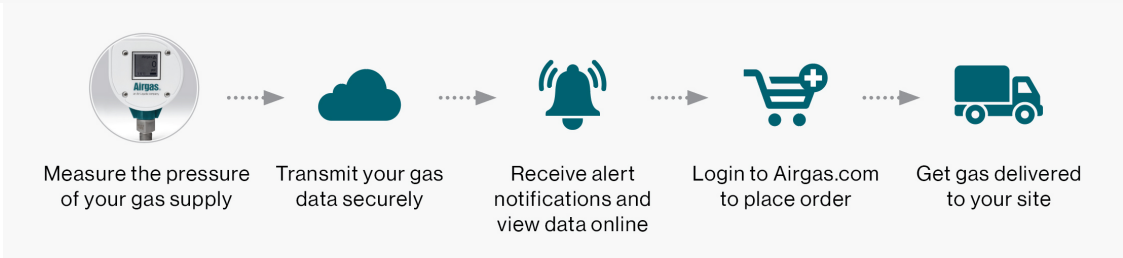 Airgas.
Measure the pressure
of your gas supply
Transmit your gas
data securely
Receive alert
notifications and
view data online
Login to Airgas.com
to place order
Get gas delivered
to your site